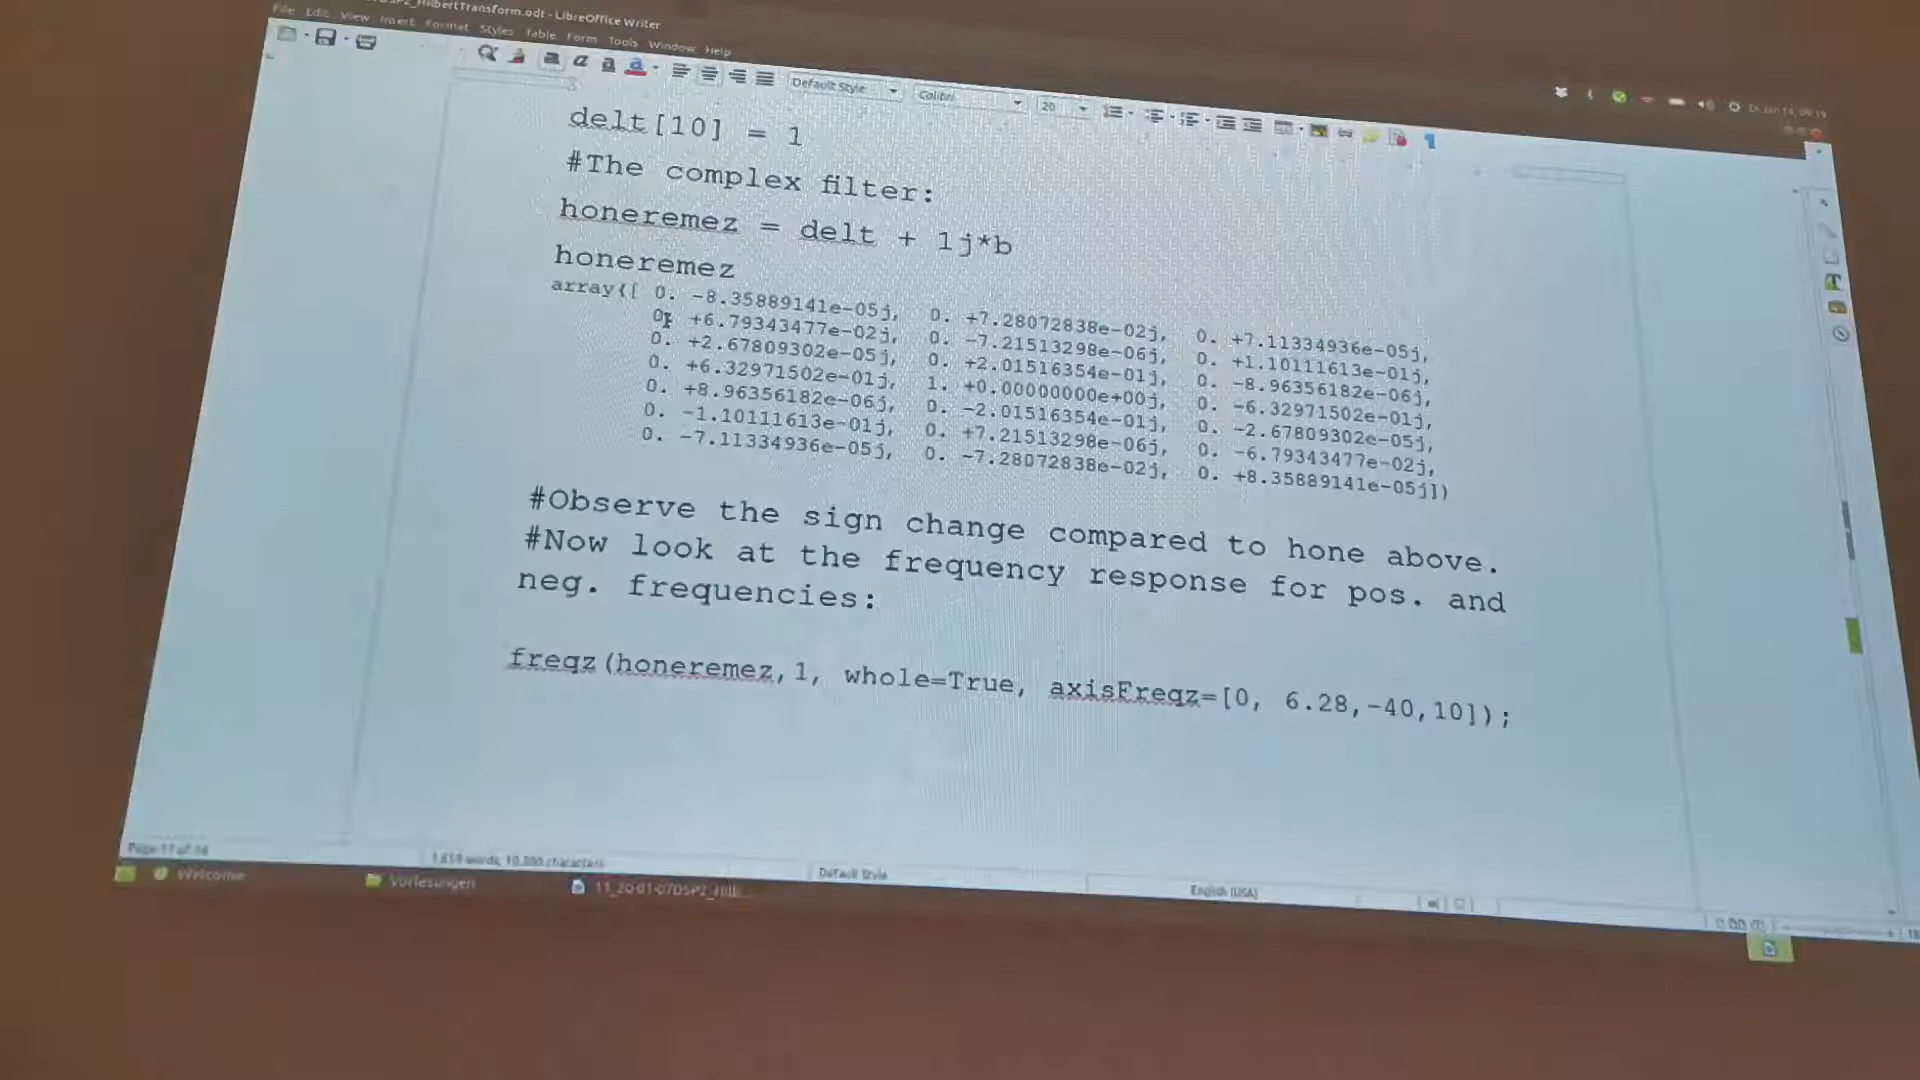 HilbertTransform.odt - LibreOffice Writer
File Edit View Insert Format Styles Table Form Tools Window Help
Default Style Calibri 20
delt[10] = 1
#The complex filter:
honeremez = delt + 1j*b
honeremez
array([ 0. -8.35889141e-05j, 0. +7.28072838e-02j, 0. +7.11334936e-05j,
0. +6.79343477e-02j, 0. -7.21513298e-06j, 0. +1.10111613e-01j,
0. +2.67809302e-05j, 0. +2.01516354e-01j, 0. -8.96356182e-06j,
0. +6.32971502e-01j, 1. +0.00000000e+00j, 0. -6.32971502e-01j,
0. +8.96356182e-06j, 0. -2.01516354e-01j, 0. -2.67809302e-05j,
0. -1.10111613e-01j, 0. +7.21513298e-06j, 0. -6.79343477e-02j,
0. -7.11334936e-05j, 0. -7.28072838e-02j, 0. +8.35889141e-05j])
#Observe the sign change compared to hone above.
#Now look at the frequency response for pos. and
neg. frequencies:
freqz(honeremez,1, whole=True, axisFreqz=[0, 6.28,-40,10]);
Default Style
English (USA)
Welcome Vorlesungen